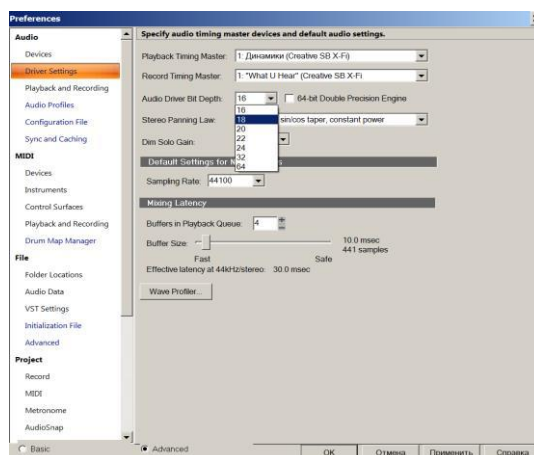 Preferences
Audio
Devices
Driver Settings
Playback and Recording
Audio Profiles
Configuration File
Sync and Caching
MIDI
Devices
Instruments
Control Surfaces
Playback and Recording
Drum Map Manager
File
Folder Locations
Audio Data
VST Settings
Initialization File
Advanced
Project
Record
MIDI
Metronome
AudioSnap
Basic
Advanced
Specify audio timing master devices and default audio settings.
Playback Timing Master: 1: Динамики (Creative SB X-Fi)
Record Timing Master: 1: "What U Hear" (Creative SB X-Fi
Audio Driver Bit Depth: 16 64-bit Double Precision Engine
16
18
20
22
24
32
64
Stereo Panning Law: sin/cos taper, constant power
Dim Solo Gain:
Default Settings for N
Sampling Rate: 44100
Mixing Latency
Buffers in Playback Queue: 4
Buffer Size: 10.0 msec
441 samples
Fast Safe
Effective latency at 44kHz/stereo: 30.0 msec
Wave Profiler...
OK Отмена Применить Справка